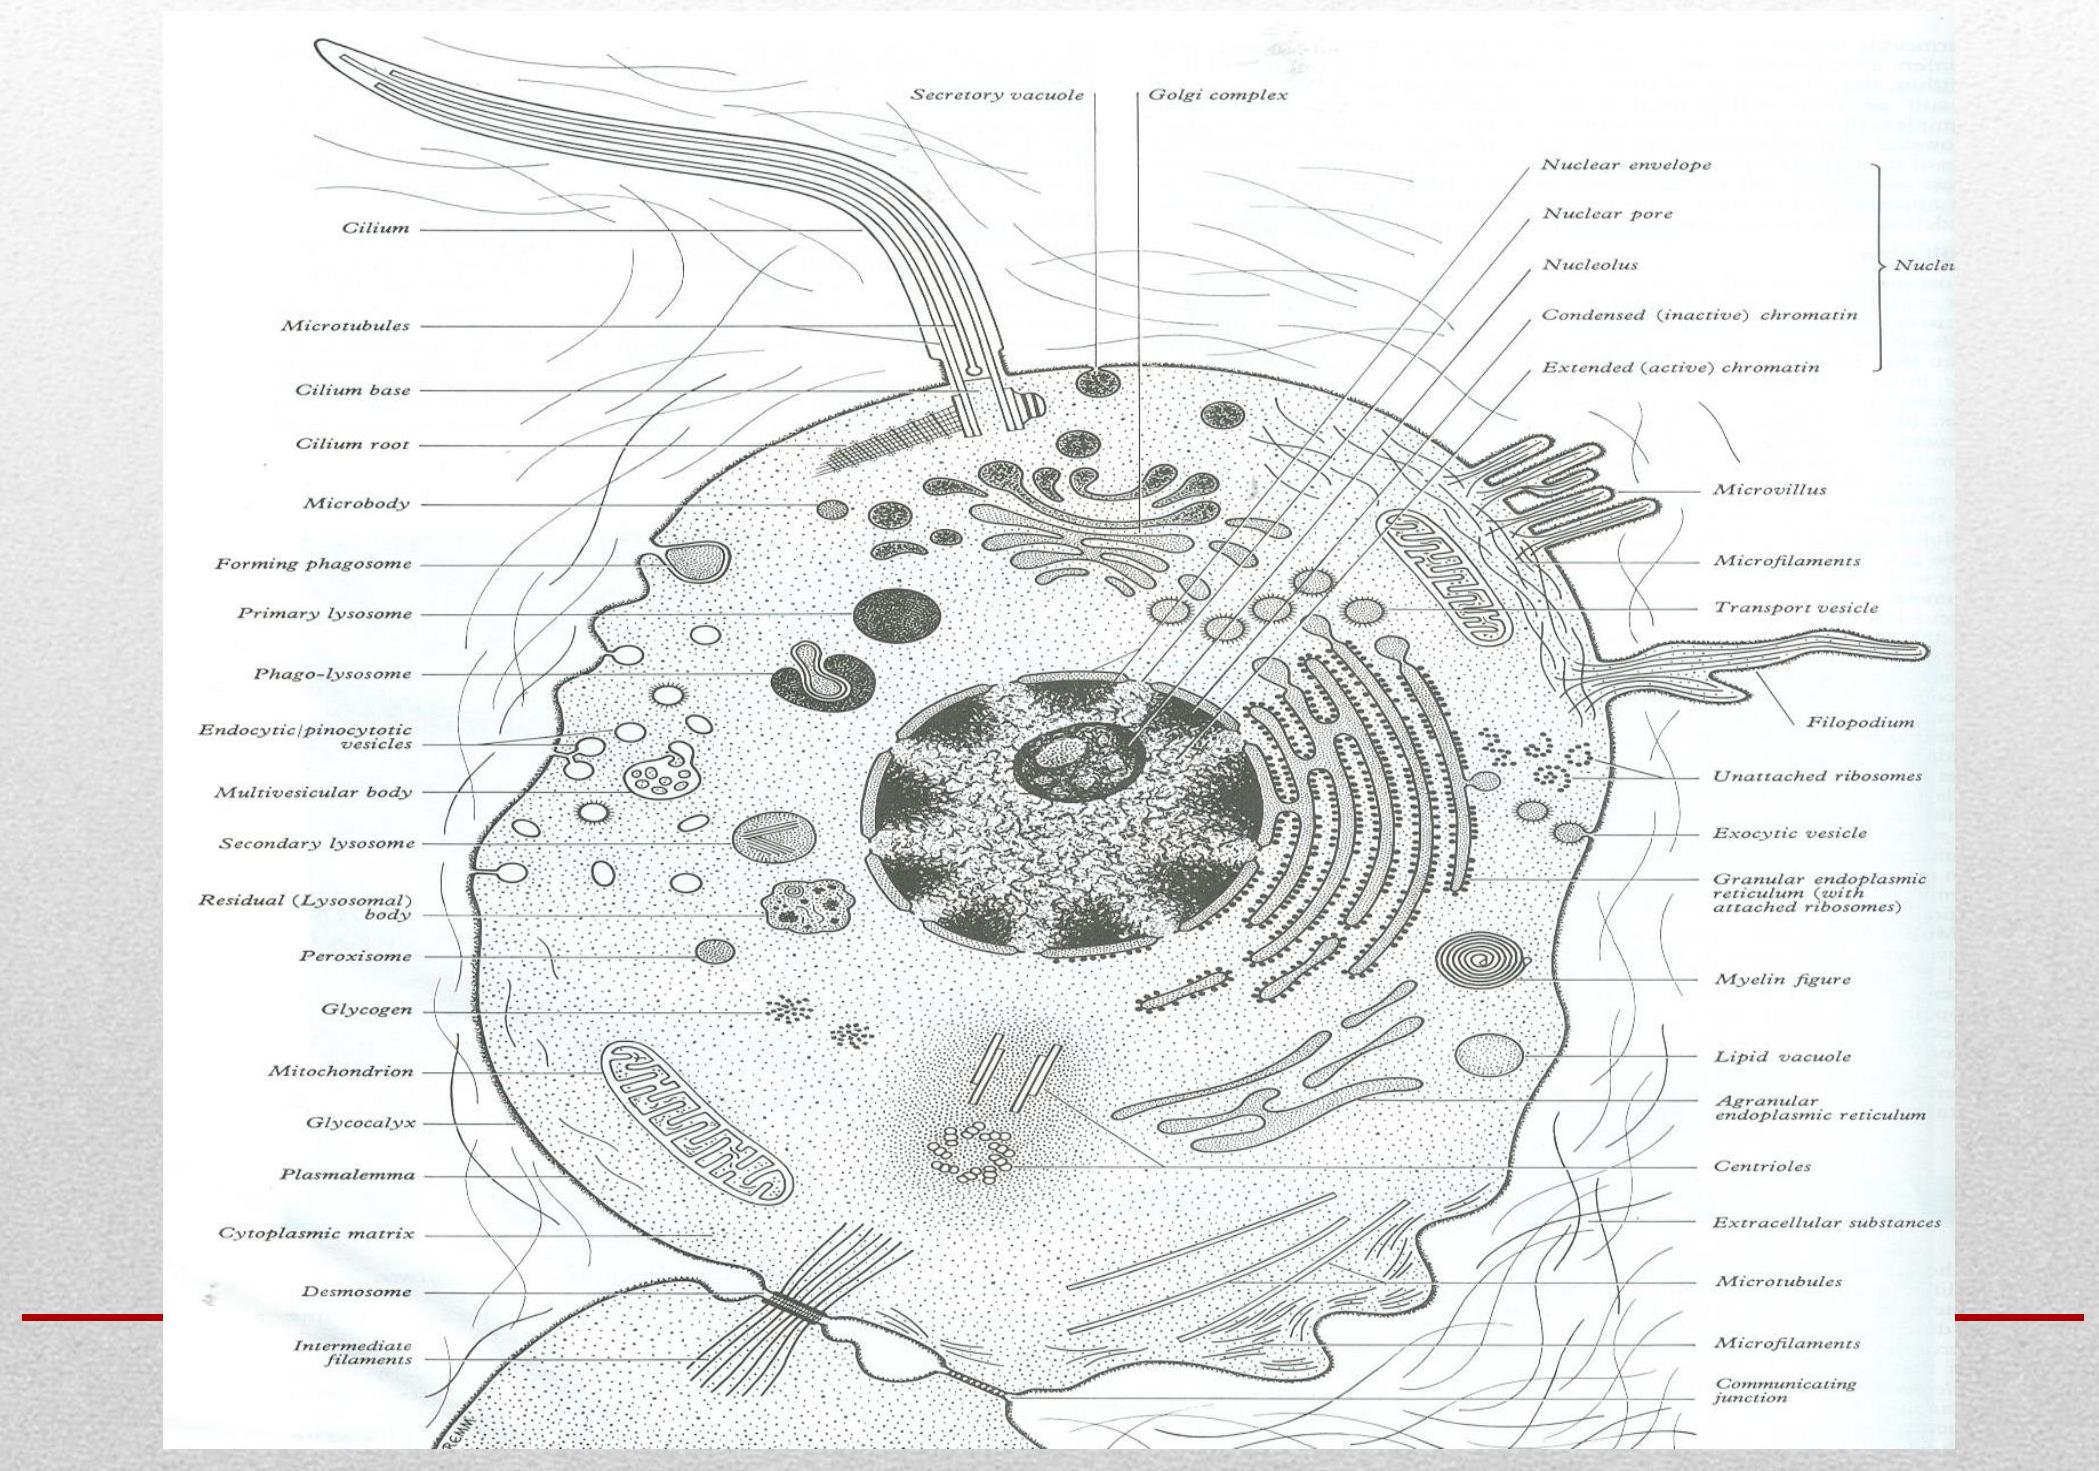 Secretory vacuole
Golgi complex
Cilium
Microtubules
Cilium base
Cilium root
Microbody
Forming phagosome
Primary lysosome
Phago-lysosome
Endocytic/pinocytotic
vesicles
Multivesicular body
Secondary lysosome
Residual (Lysosomal)
body
Peroxisome
Glycogen
Mitochondrion
Glycocalyx
Plasmalemma
Cytoplasmic matrix
Desmosome
Intermediate
filaments
Nuclear envelope
Nuclear pore
Nucleolus
Condensed (inactive) chromatin
Extended (active) chromatin
Nucleu
Microvillus
Microfilaments
Transport vesicle
Filopodium
Unattached ribosomes
Exocytic vesicle
Granular endoplasmic
reticulum (with
attached ribosomes)
Myelin figure
Lipid vacuole
Agranular
endoplasmic reticulum
Centrioles
Extracellular substances
Microtubules
Microfilaments
Communicating
junction